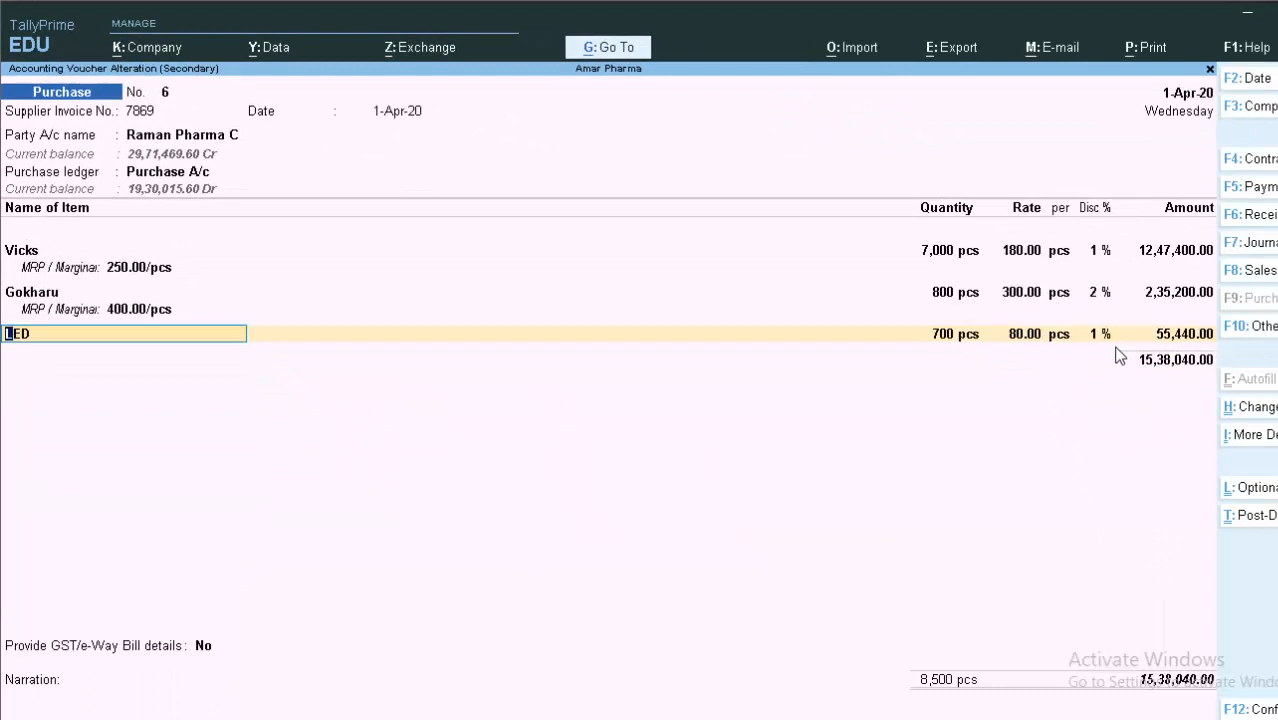 TallyPrime
EDU
MANAGE
K: Company Y: Data Z: Exchange G: Go To O: Import E: Export M: E-mail P: Print F1: Help
Accounting Voucher Alteration (Secondary) Amar Pharma
F2: Date
Purchase No. 6 1-Apr-20
F3: Comp
Supplier Invoice No.: 7869 Date : 1-Apr-20 Wednesday
Party A/c name : Raman Pharma C
Current balance : 29,71,469.60 Cr
F4: Contra
Purchase ledger : Purchase A/c
Current balance : 19,30,015.60 Dr
F5: Paym
Name of Item Quantity Rate per Disc % Amount
F6: Recei
F7: Journa
Vicks 7,000 pcs 180.00 pcs 1 % 12,47,400.00
MRP / Marginal: 250.00/pcs
F8: Sales
Gokharu 800 pcs 300.00 pcs 2 % 2,35,200.00
F9: Purch
MRP / Marginal: 400.00/pcs
F10: Othe
LED 700 pcs 80.00 pcs 1 % 55,440.00
15,38,040.00
F: Autofill
H: Change
I: More De
L: Optiona
T: Post-D
Provide GST/e-Way Bill details: No
Activate Windows
Narration: 8,500 pcs 15,38,040.00
Go to Settings to activate Windo
F12: Conf